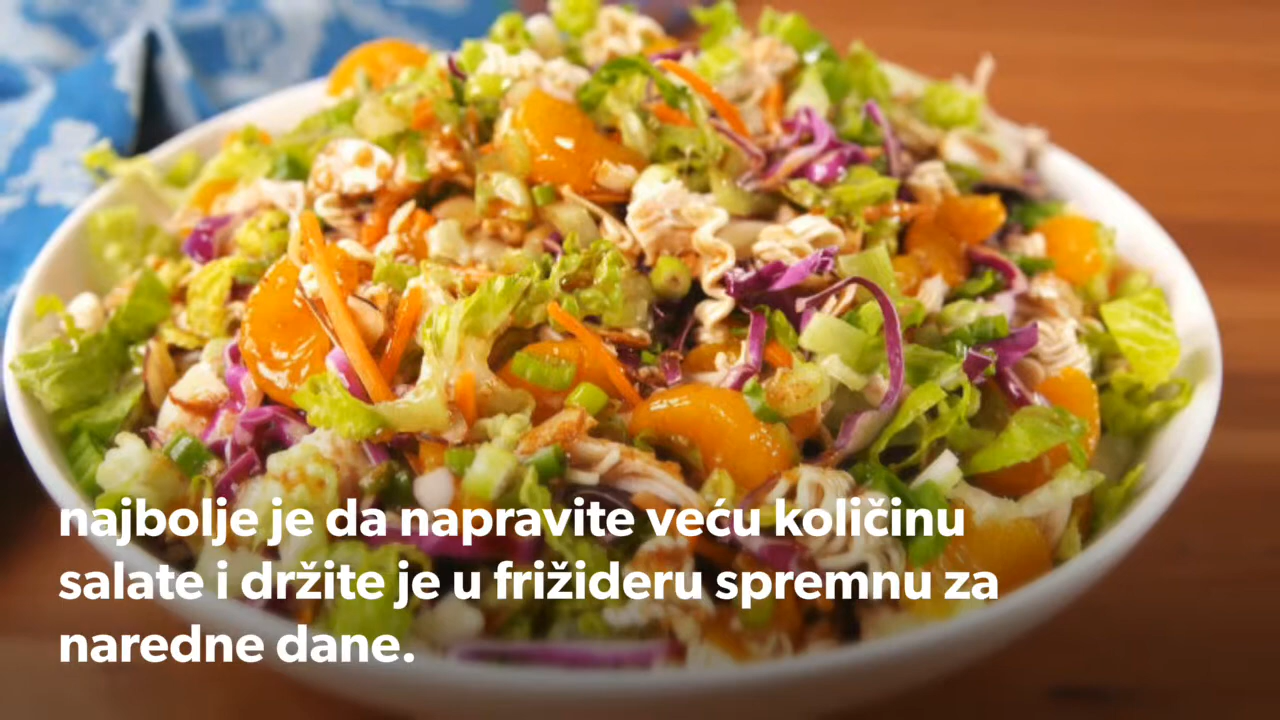 najbolje je da napravite veću količinu
salate i držite je u frižideru spremnu za
naredne dane.